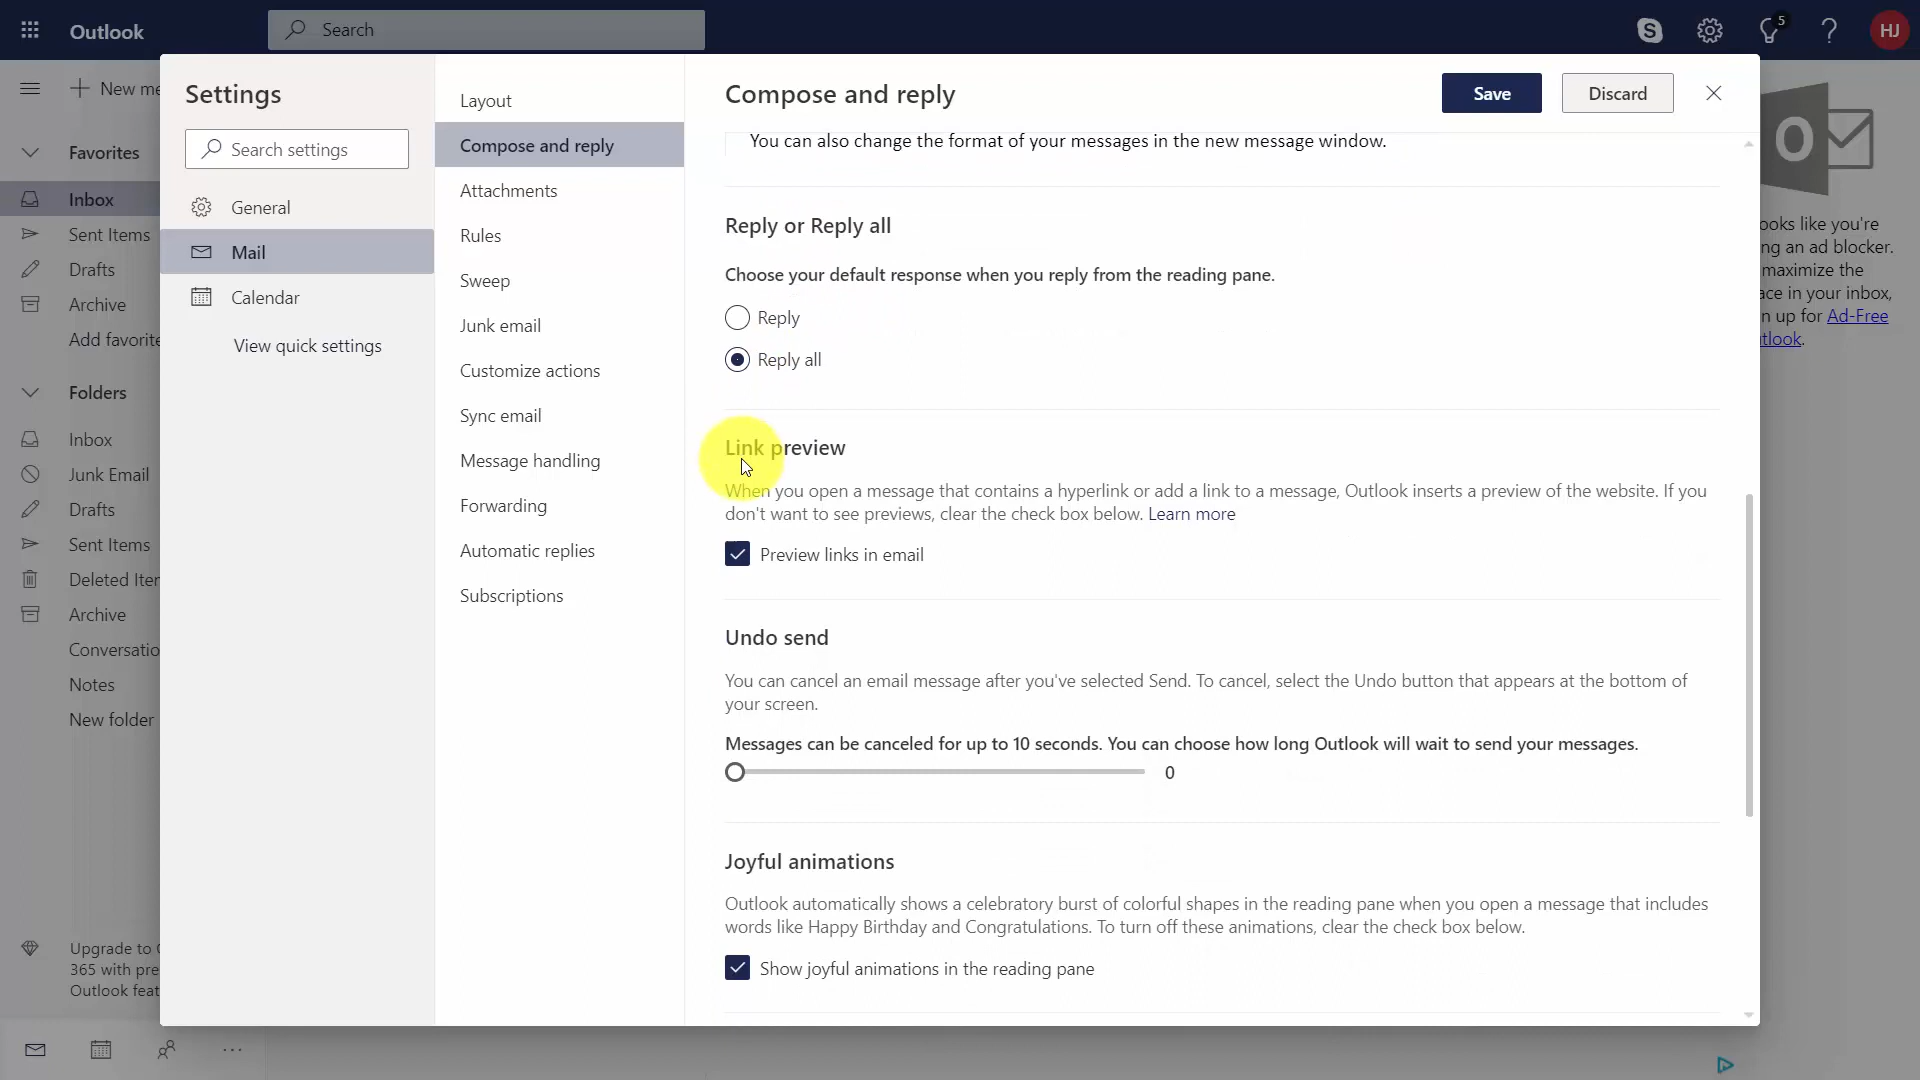 Outlook
Search
5
HJ
New me
Favorites
Inbox
Sent Items
Drafts
Archive
Add favorite
Folders
Inbox
Junk Email
Drafts
Sent Items
Deleted Iter
Archive
Conversatio
Notes
New folder
Upgrade to
365 with pre
Outlook feat
Settings
Search settings
General
Mail
Calendar
View quick settings
Layout
Compose and reply
Attachments
Rules
Sweep
Junk email
Customize actions
Sync email
Message handling
Forwarding
Automatic replies
Subscriptions
Compose and reply
Save
Discard
You can also change the format of your messages in the new message window.
Reply or Reply all
Choose your default response when you reply from the reading pane.
Reply
Reply all
Link preview
When you open a message that contains a hyperlink or add a link to a message, Outlook inserts a preview of the website. If you
don't want to see previews, clear the check box below. Learn more
Preview links in email
Undo send
You can cancel an email message after you've selected Send. To cancel, select the Undo button that appears at the bottom of
your screen.
Messages can be canceled for up to 10 seconds. You can choose how long Outlook will wait to send your messages.
0
Joyful animations
Outlook automatically shows a celebratory burst of colorful shapes in the reading pane when you open a message that includes
words like Happy Birthday and Congratulations. To turn off these animations, clear the check box below.
Show joyful animations in the reading pane
ooks like you're
ng an ad blocker.
maximize the
ace in your inbox,
n up for Ad-Free
tlook.